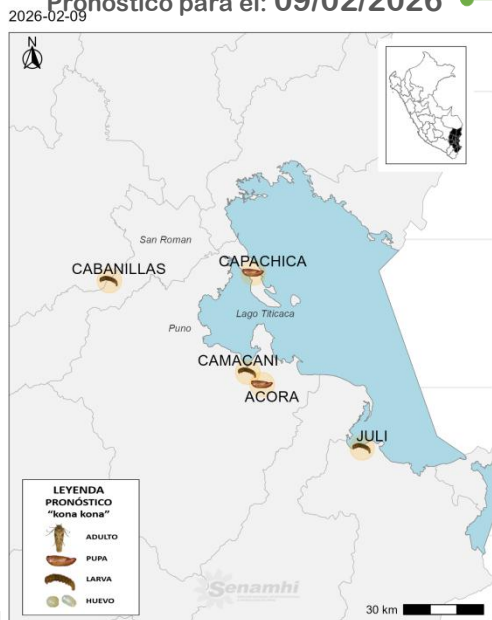 Pronóstico para el: 09/02/2026
2026-02-09
N
San Roman
CABANILLAS
CAPACHICA
Lago Titicaca
Puno
CAMACANI
ACORA
JULI
LEYENDA
PRONÓSTICO
"kona kona"
ADULTO
PUPA
LARVA
HUEVO
Senamhi
30 km